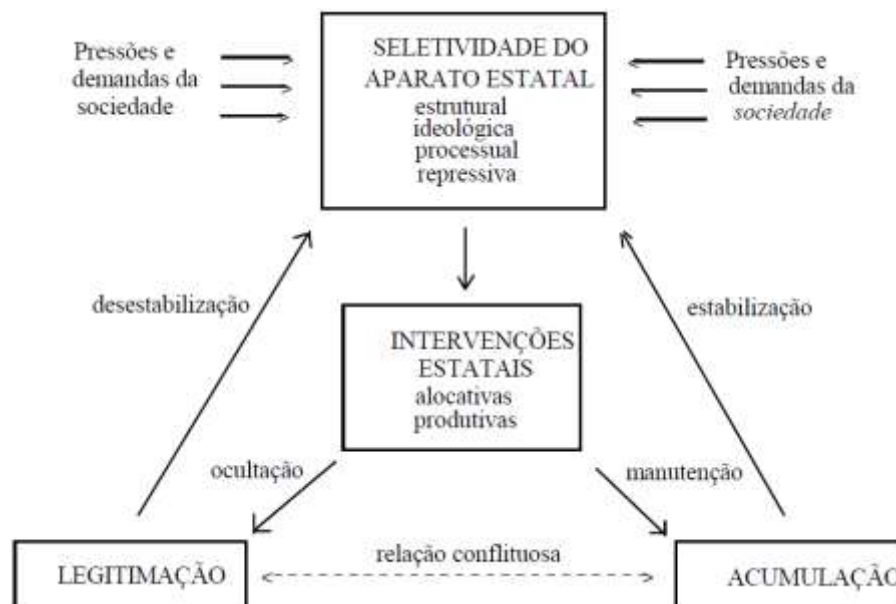 Pressões e
demandas da
sociedade
SELETIVIDADE DO
APARATO ESTATAL
estrutural
ideológica
processual
repressiva
Pressões e
demandas da
sociedade
desestabilização
estabilização
INTERVENÇÕES
ESTATAIS
alocativas
produtivas
ocultação
manutenção
LEGITIMAÇÃO
relação conflituosa
ACUMULAÇÃO